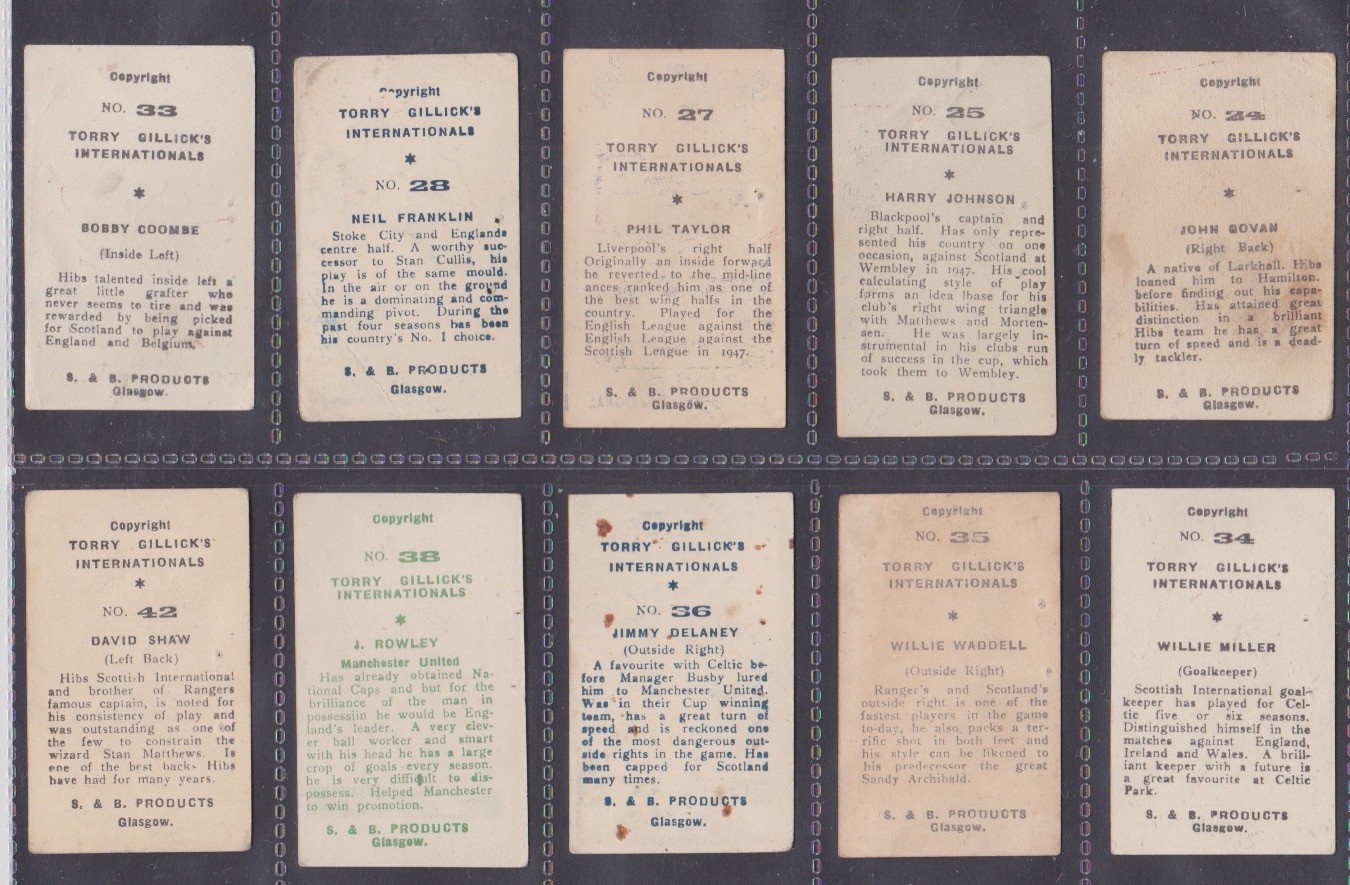 Copyright
NO. 33
TORRY GILLICK'S
INTERNATIONALS
*
BOBBY COOMBE
(Inside Left)
Hibs talented inside left a
great little grafter who
never seems to tire and was
rewarded by being picked
for Scotland to play against
England and Belgium.
S. & B. PRODUCTS
Glasgow.
Copyright
TORRY GILLICK'S
INTERNATIONALS
*
NO. 28
NEIL FRANKLIN
Stoke City and Englands
centre half. A worthy suc-
cessor to Stan Cullis, his
play is of the same mould.
In the air or on the ground
he is a dominating and com-
manding pivot. During the
past four seasons has been
his country's No. 1 choice.
S. & B. PRODUCTS
Glasgow.
Copyright
NO. 27
TORRY GILLICK'S
INTERNATIONALS
*
PHIL TAYLOR
Liverpool's right half
Originally an inside forward
he reverted to the mid-line
ances ranked him as one of
the best wing halfs in the
country. Played for the
English League against the
Scottish League in 1947.
S. & B. PRODUCTS
Glasgow.
Copyright
NO. 25
TORRY GILLICK'S
INTERNATIONALS
*
HARRY JOHNSON
Blackpool's captain and
right half. Has only repre-
sented his country on one
occasion, against Scotland at
Wembley in 1947. His cool
calculating style of play
forms an idea lbase for his
club's right wing triangle
with Matthews and Morten-
sen. He was largely in-
strumental in his clubs run
of success in the cup, which
took them to Wembley.
S. & B. PRODUCTS
Glasgow.
Copyright
NO. 24
TORRY GILLICK'S
INTERNATIONALS
*
JOHN GOVAN
(Right Back)
A native of Larkhall. Hibs
loaned him to Hamilton.
before finding out his capa-
bilities. Has attained great
distinction in a brilliant
Hibs team he has a great
turn of speed and is a dead-
ly tackler.
S. & B. PRODUCTS
Glasgow.
Copyright
TORRY GILLICK'S
INTERNATIONALS
*
NO. 42
DAVID SHAW
(Left Back)
Hibs Scottish International
and brother of Rangers
famous captain, is noted for
his consistency of play and
was outstanding as one of
the few to constrain the
wizard Stan Matthews. Is
one of the best backs Hibs
have had for many years.
S. & B. PRODUCTS
Glasgow.
Copyright
NO. 38
TORRY GILLICK'S
INTERNATIONALS
*
J. ROWLEY
Manchester United
Has already obtained Na-
tional Caps and but for the
brilliance of the man in
possessiin he would be Eng-
land's leader. A very clev-
er ball worker and smart
with his head he has a large
crop of goals every season.
he is very difficult to dis-
possess. Helped Manchester
to win promotion.
S. & B. PRODUCTS
Glasgow.
Copyright
TORRY GILLICK'S
INTERNATIONALS
*
NO. 36
JIMMY DELANEY
(Outside Right)
A favourite with Celtic be-
fore Manager Busby lured
him to Manchester United.
Was in their Cup winning
team, has a great turn of
speed and is reckoned one
of the most dangerous out-
side rights in the game. Has
been capped for Scotland
many times.
S. & B. PRODUCTS
Glasgow.
Copyright
NO. 35
TORRY GILLICK'S
INTERNATIONALS
*
WILLIE WADDELL
(Outside Right)
Ranger's and Scotland's
outside right is one of the
fastest players in the game
to-day, he also packs a ter-
rific shot in both feet and
his style can be likened to
his predecessor the great
Sandy Archibald.
S. & B. PRODUCTS
Glasgow.
Copyright
NO. 34
TORRY GILLICK'S
INTERNATIONALS
*
WILLIE MILLER
(Goalkeeper)
Scottish International goal-
keeper has played for Cel-
tic five or six seasons.
Distinguished himself in the
matches against England,
Ireland and Wales. A brill-
iant keeper with a future is
a great favourite at Celtic
Park.
S. & B. PRODUCTS
Glasgow.